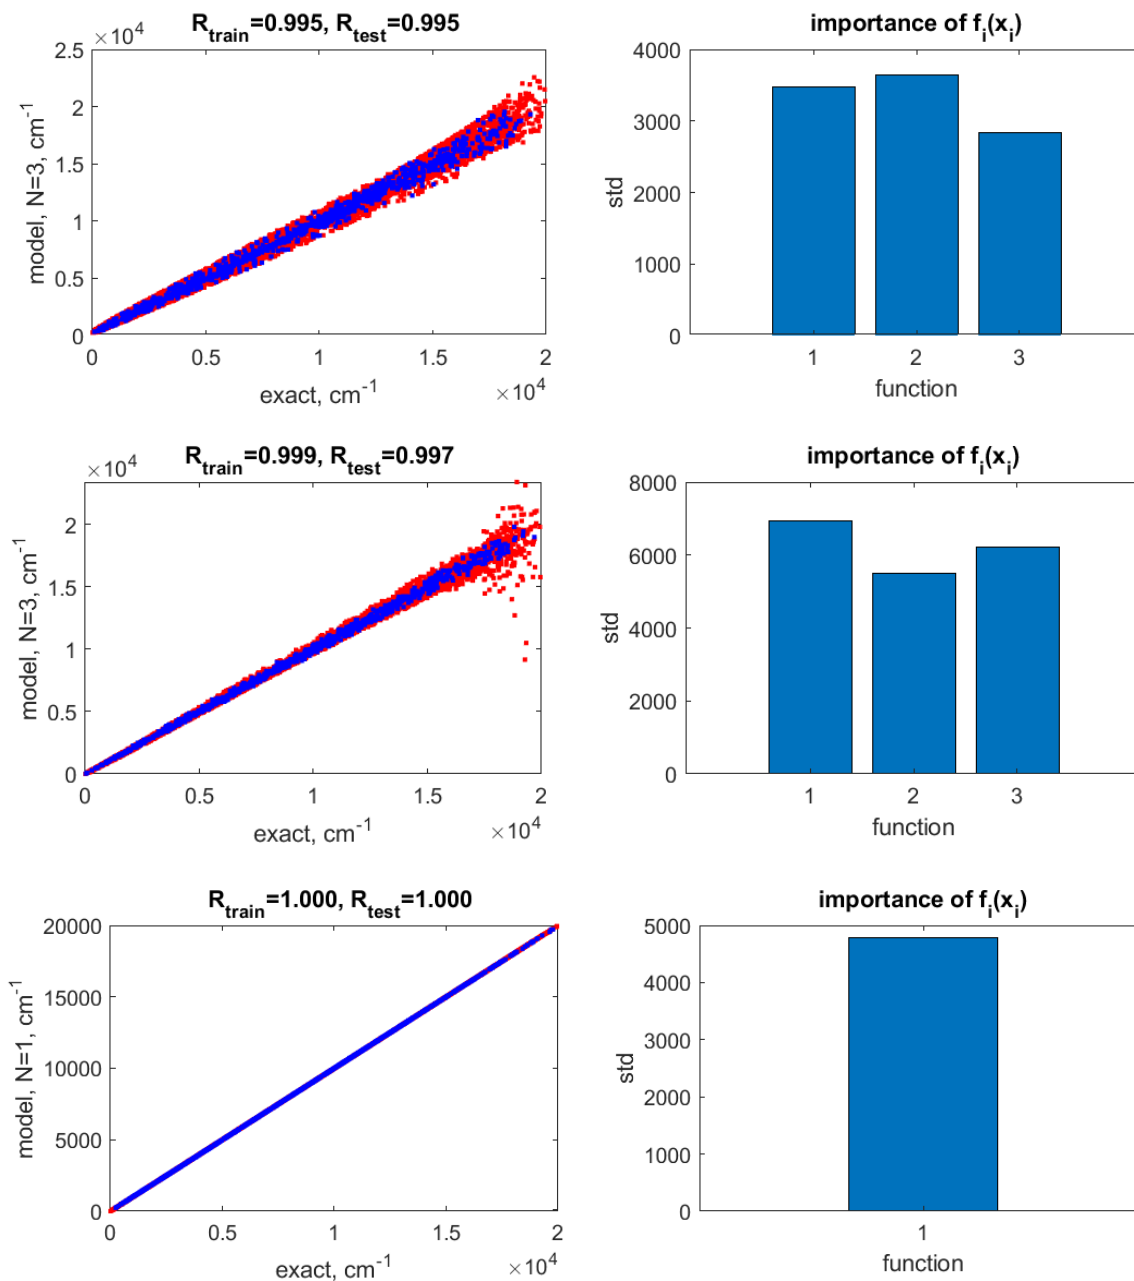 R_train=0.995, R_test=0.995
×10^4
2.5
2
1.5
1
0.5
0
model, N=3, cm^-1
0 0.5 1 1.5 2
exact, cm^-1
×10^4
importance of f_i(x_i)
4000
3000
2000
1000
0
std
1 2 3
function
R_train=0.999, R_test=0.997
×10^4
2
1.5
1
0.5
0
model, N=3, cm^-1
0 0.5 1 1.5 2
exact, cm^-1
×10^4
importance of f_i(x_i)
8000
6000
4000
2000
0
std
1 2 3
function
R_train=1.000, R_test=1.000
20000
15000
10000
5000
0
model, N=1, cm^-1
0 0.5 1 1.5 2
exact, cm^-1
×10^4
importance of f_i(x_i)
5000
4000
3000
2000
1000
0
std
1
function